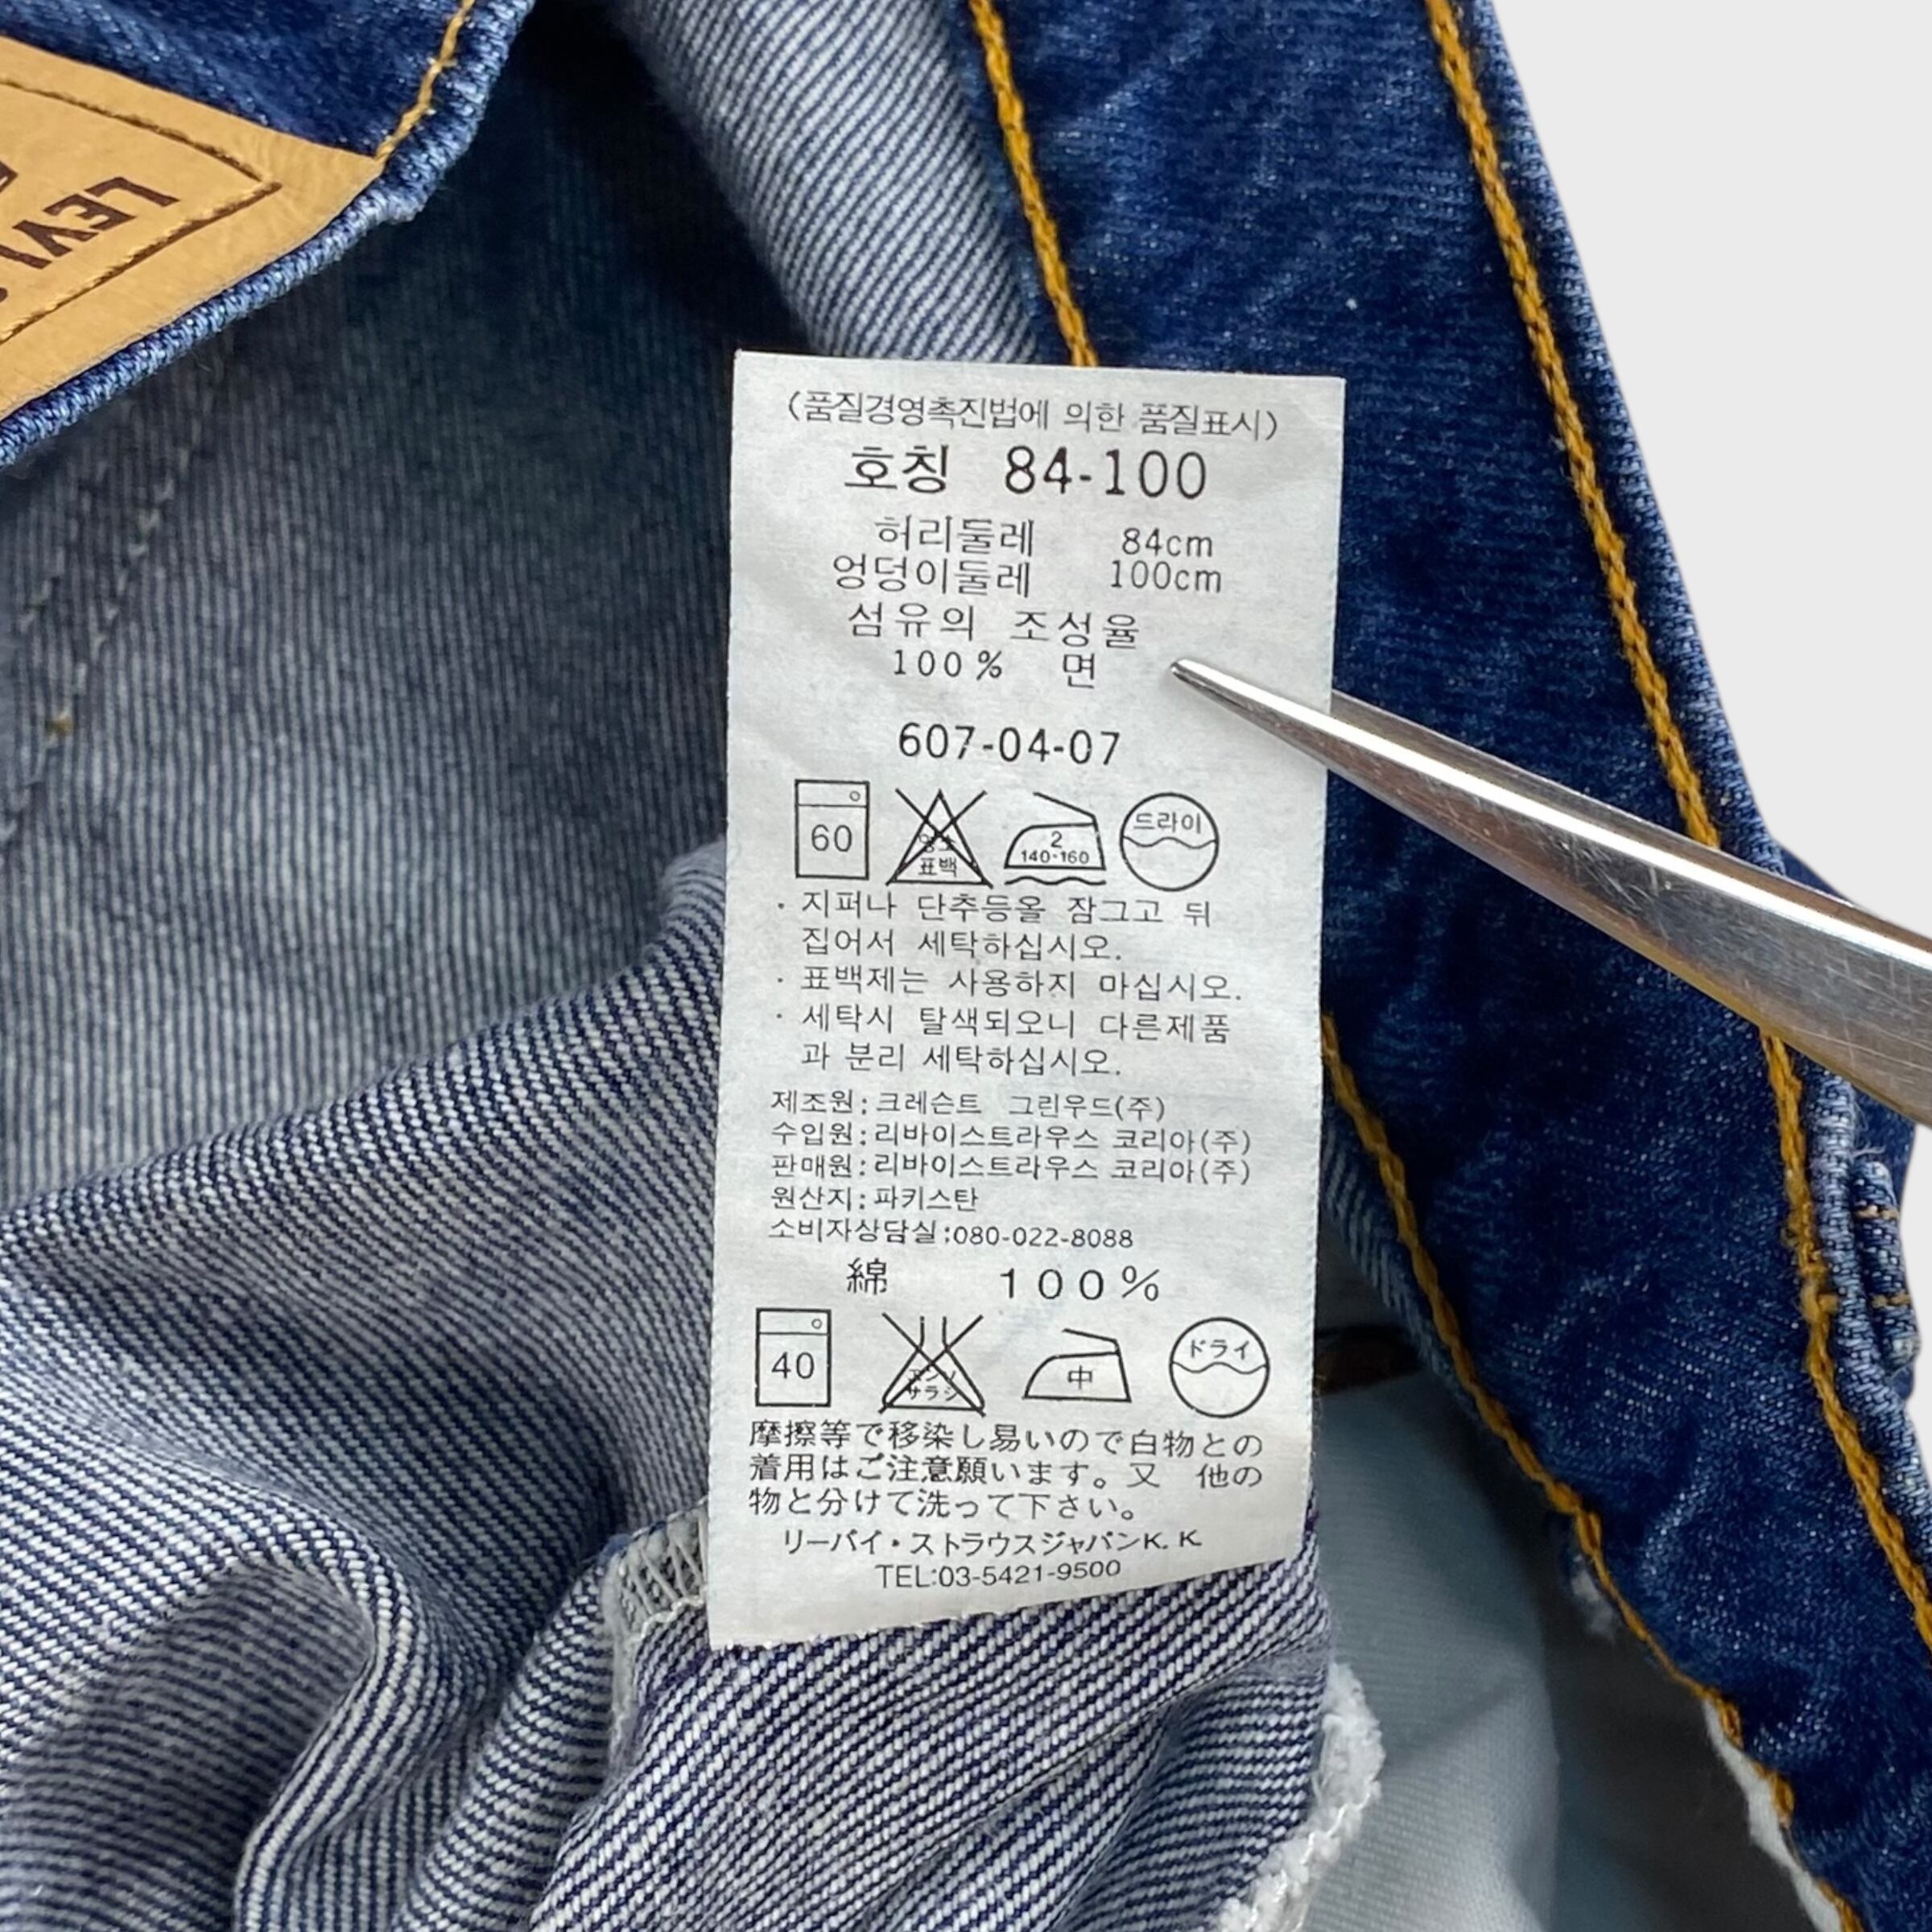 LEVI
(품질경영촉진법에 의한 품질표시)
호칭 84-100
허리둘레 84cm
엉덩이둘레 100cm
섬유의 조성율
100% 면
607-04-07
60
표백
2
140·160
드라이
· 지퍼나 단추등올 잠그고 뒤
집어서 세탁하십시오.
· 표백제는 사용하지 마십시오.
· 세탁시 탈색되오니 다른제품
과 분리 세탁하십시오.
제조원:크레슨트 그린우드(주)
수입원:리바이스트라우스 코리아(주)
판매원:리바이스트라우스 코리아(주)
원산지:파키스탄
소비자상담실:080-022-8088
綿 100%
40
サラシ
中
ドライ
摩擦等で移染し易いので白物との
着用はご注意願います。又 他の
物と分けて洗って下さい。
リーバイ・ストラウスジャパンK.K.
TEL:03-5421-9500